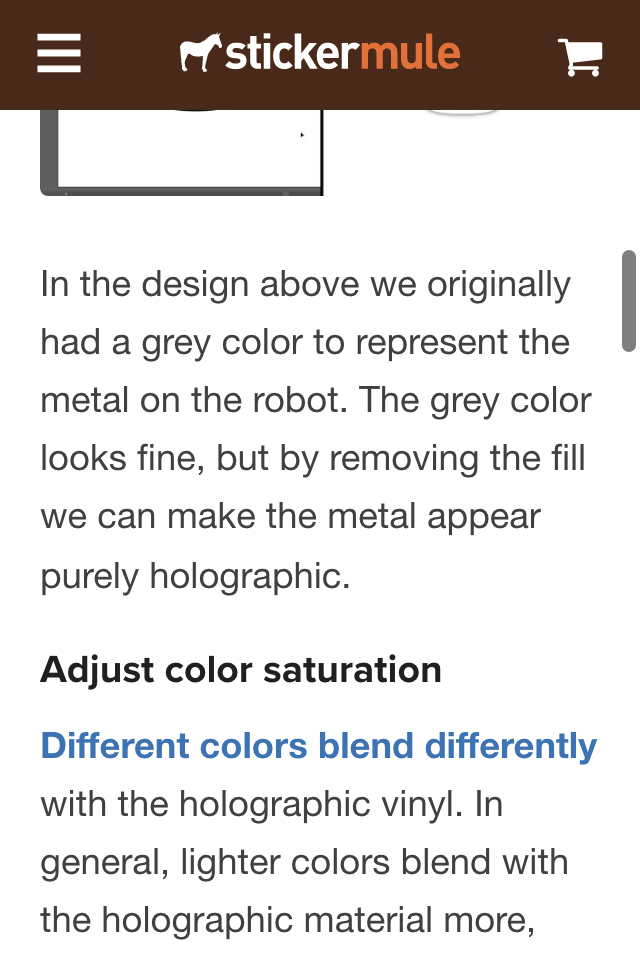 stickermule
In the design above we originally
had a grey color to represent the
metal on the robot. The grey color
looks fine, but by removing the fill
we can make the metal appear
purely holographic.
Adjust color saturation
Different colors blend differently
with the holographic vinyl. In
general, lighter colors blend with
the holographic material more,